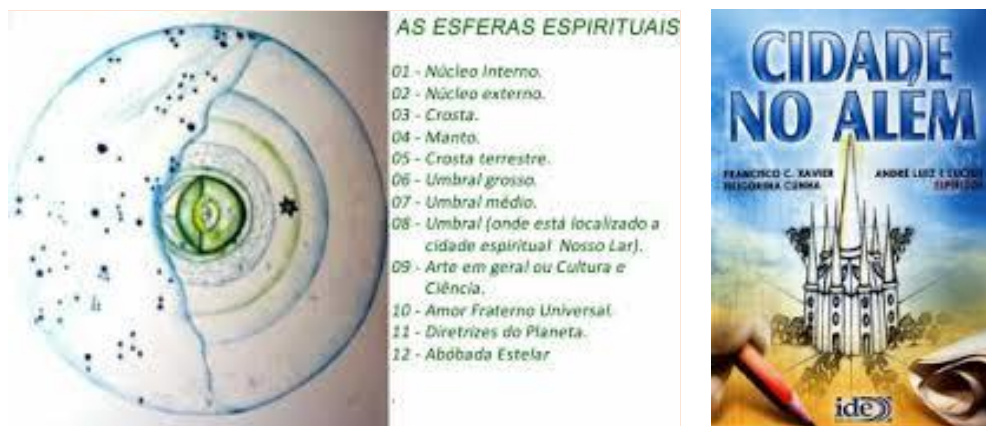 AS ESFERAS ESPIRITUAIS
01 - Núcleo Interno.
02 - Núcleo externo.
03 - Crosta.
04 - Manto.
05 - Crosta terrestre.
06 - Umbral grosso.
07 - Umbral médio.
08 - Umbral (onde está localizado a
cidade espiritual Nosso Lar).
09 - Arte em geral ou Cultura e
Ciência.
10 - Amor Fraterno Universal.
11 - Diretrizes do Planeta.
12 - Abóbada Estelar
CIDADE
NO ALÉM
FRANCISCO C. XAVIER
HEIGORINA CUNHA
ANDRÉ LUIZ E LUCIUS
ESPÍRITOS
ide